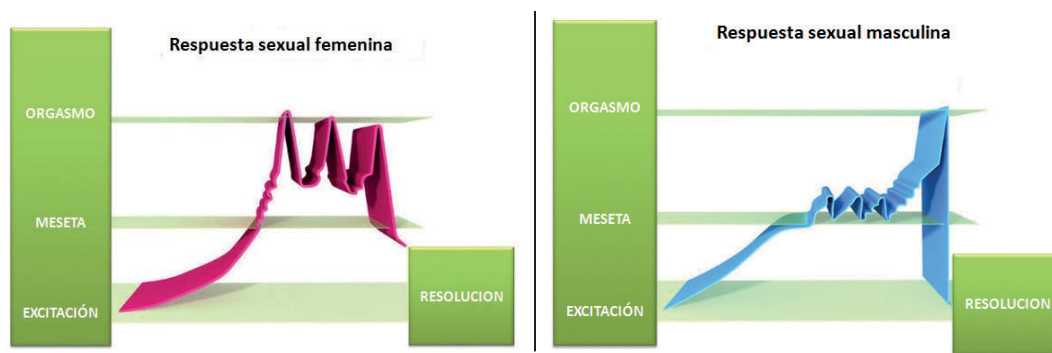 Respuesta sexual femenina
ORGASMO
MESETA
EXCITACIÓN
RESOLUCION
Respuesta sexual masculina
ORGASMO
MESETA
EXCITACIÓN
RESOLUCION